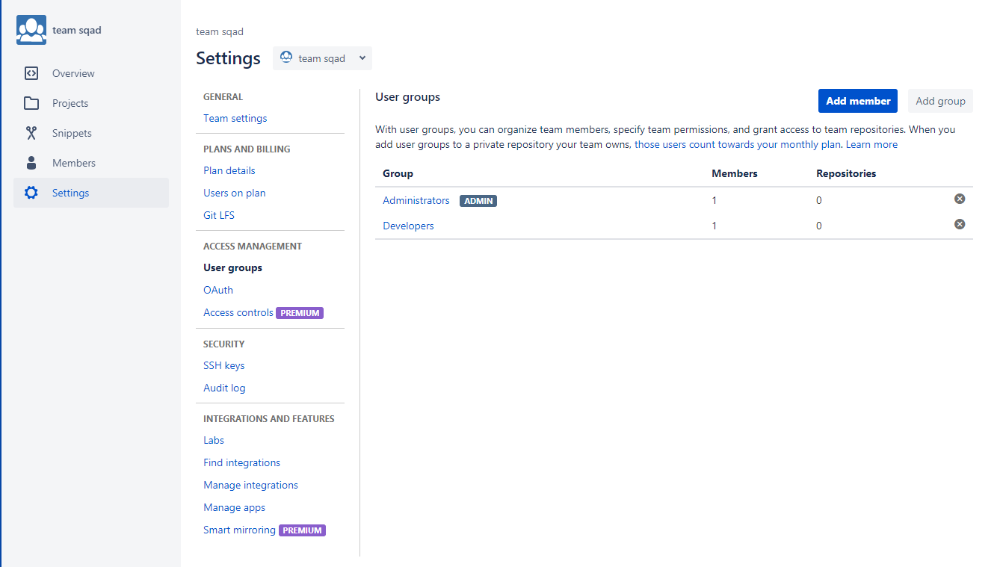 team sqad
Overview
Projects
Snippets
Members
Settings
team sqad
Settings
team sqad
GENERAL
Team settings
PLANS AND BILLING
Plan details
Users on plan
Git LFS
ACCESS MANAGEMENT
User groups
OAuth
Access controls PREMIUM
SECURITY
SSH keys
Audit log
INTEGRATIONS AND FEATURES
Labs
Find integrations
Manage integrations
Manage apps
Smart mirroring PREMIUM
User groups
Add member
Add group
With user groups, you can organize team members, specify team permissions, and grant access to team repositories. When you
add user groups to a private repository your team owns, those users count towards your monthly plan. Learn more
Group Members Repositories
Administrators ADMIN 1 0
Developers 1 0